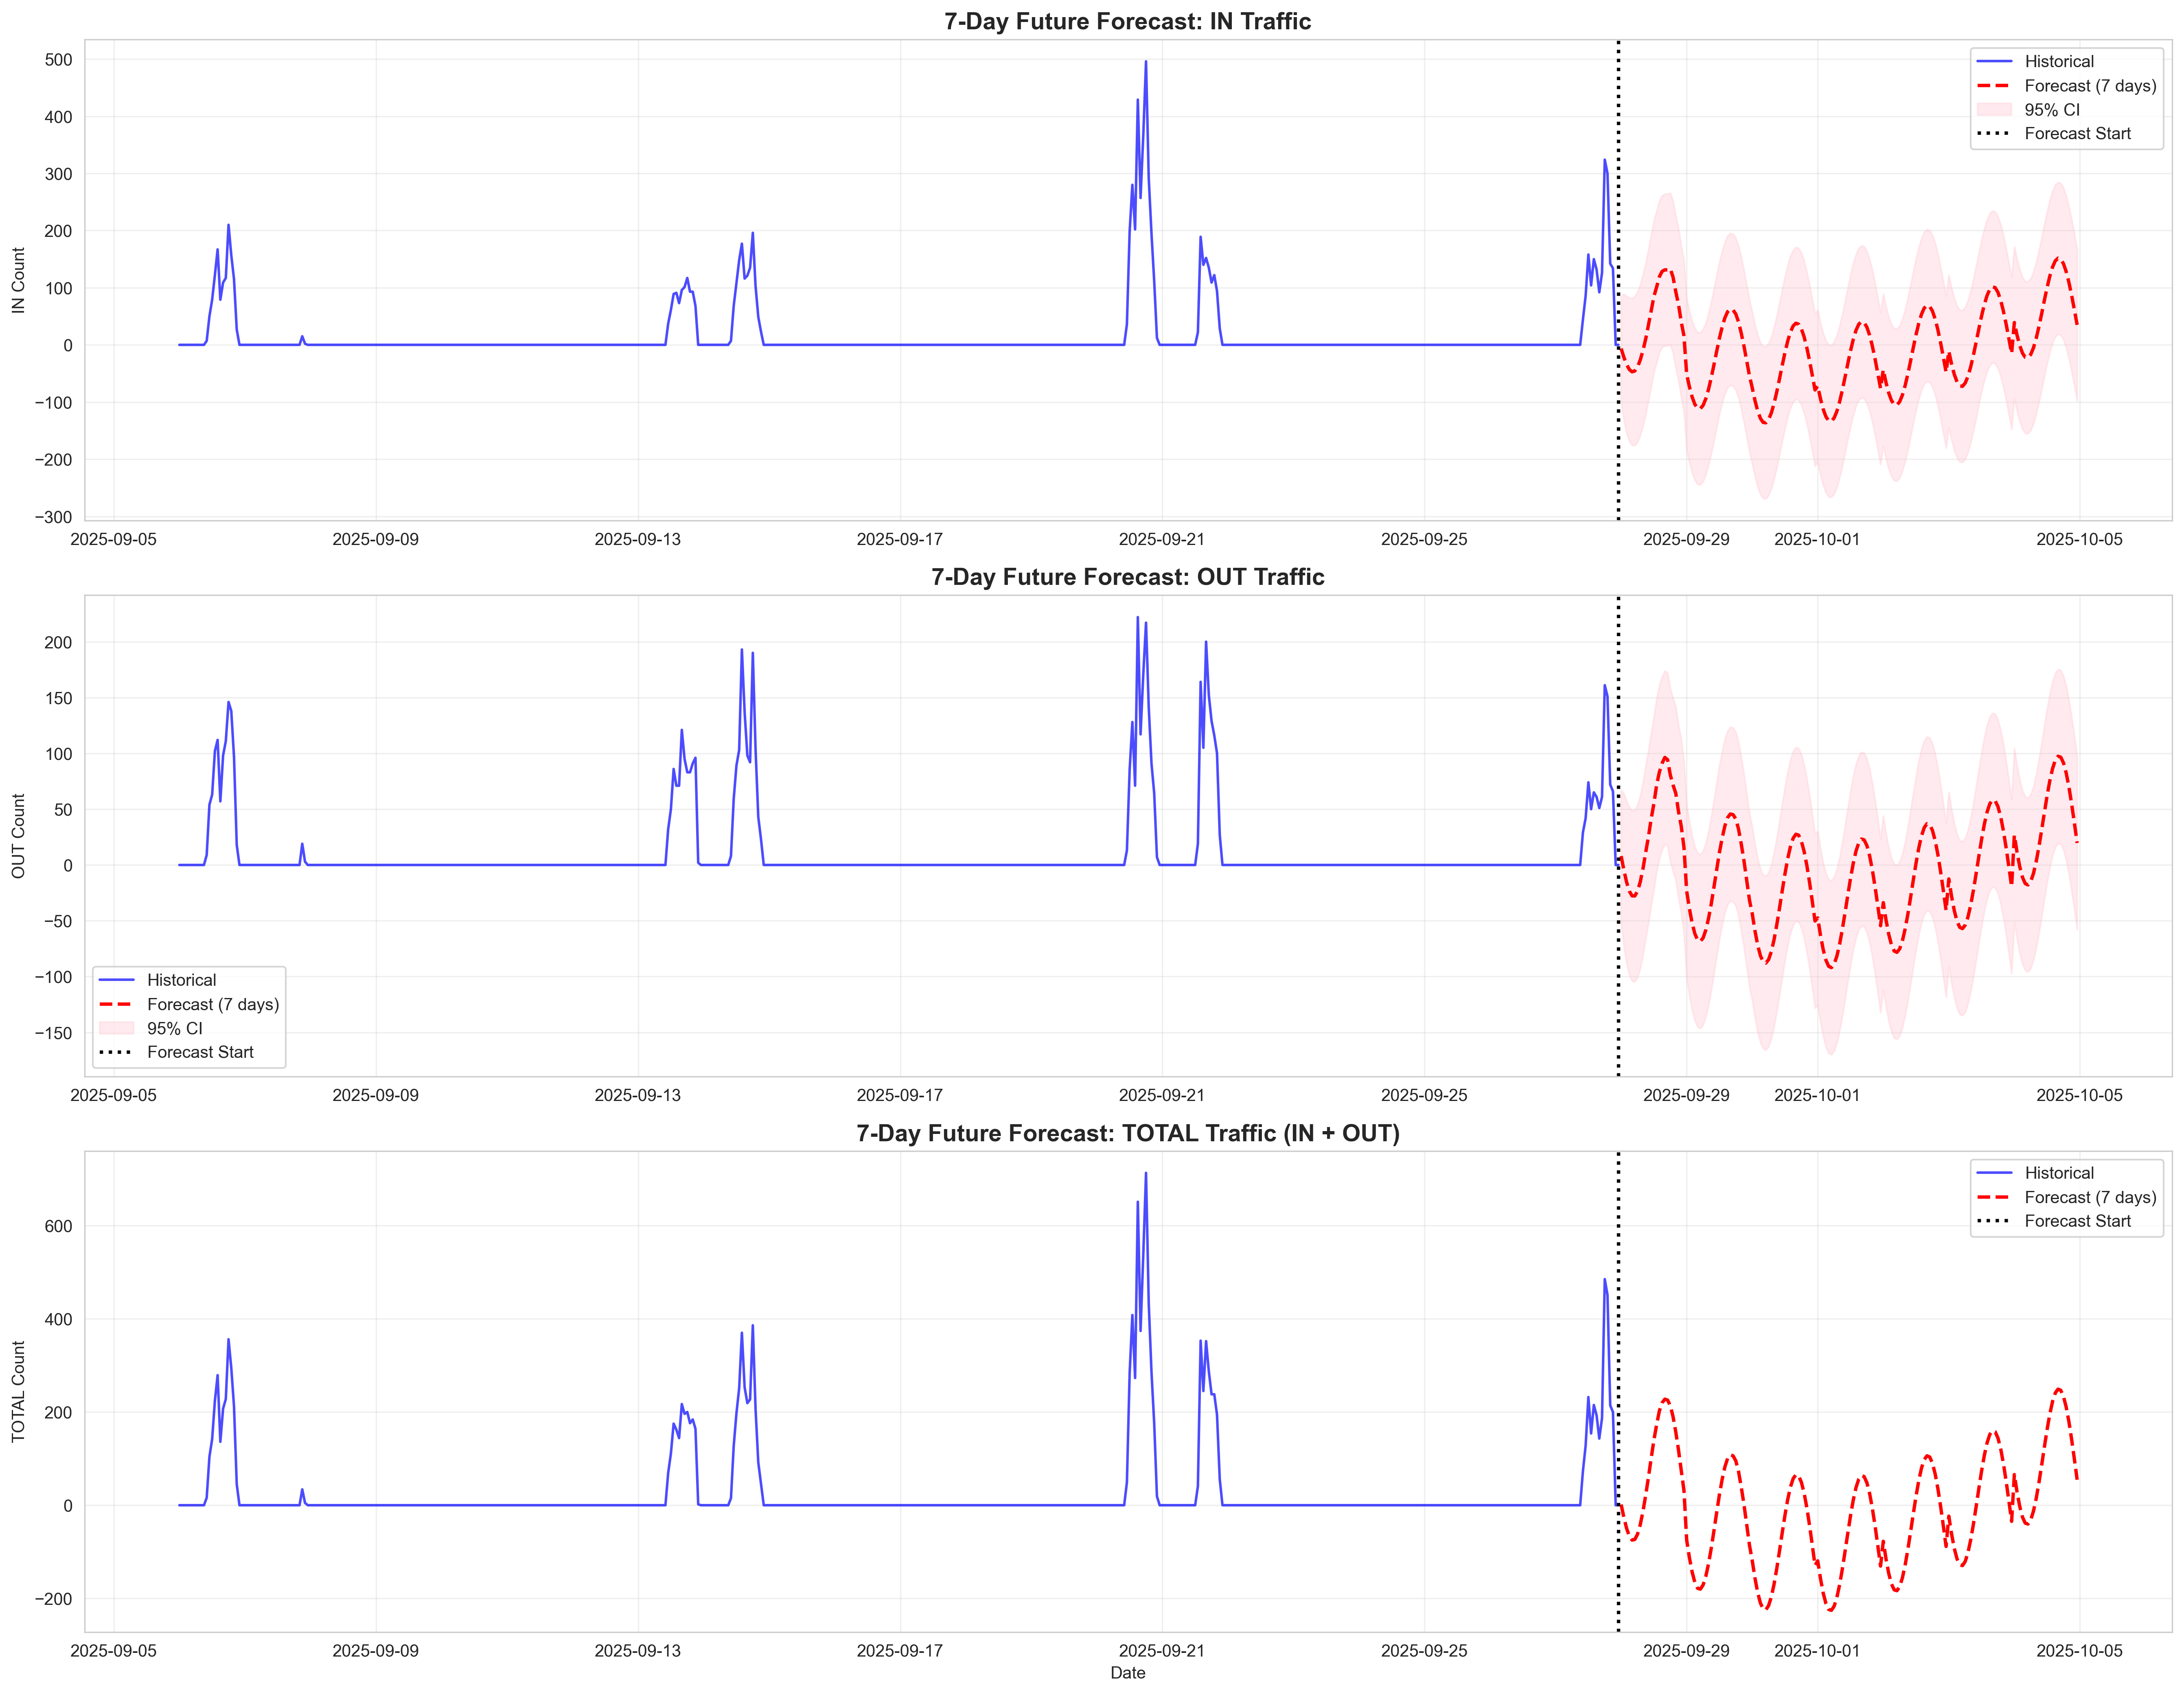 7-Day Future Forecast: IN Traffic
500
400
300
200
100
0
−100
−200
−300
IN Count
Historical
Forecast (7 days)
95% CI
Forecast Start
2025-09-05
2025-09-09
2025-09-13
2025-09-17
2025-09-21
2025-09-25
2025-09-29
2025-10-01
2025-10-05
7-Day Future Forecast: OUT Traffic
200
150
100
50
0
−50
−100
−150
OUT Count
Historical
Forecast (7 days)
95% CI
Forecast Start
2025-09-05
2025-09-09
2025-09-13
2025-09-17
2025-09-21
2025-09-25
2025-09-29
2025-10-01
2025-10-05
7-Day Future Forecast: TOTAL Traffic (IN + OUT)
600
400
200
0
−200
TOTAL Count
Historical
Forecast (7 days)
Forecast Start
2025-09-05
2025-09-09
2025-09-13
2025-09-17
2025-09-21
2025-09-25
2025-09-29
2025-10-01
2025-10-05
Date